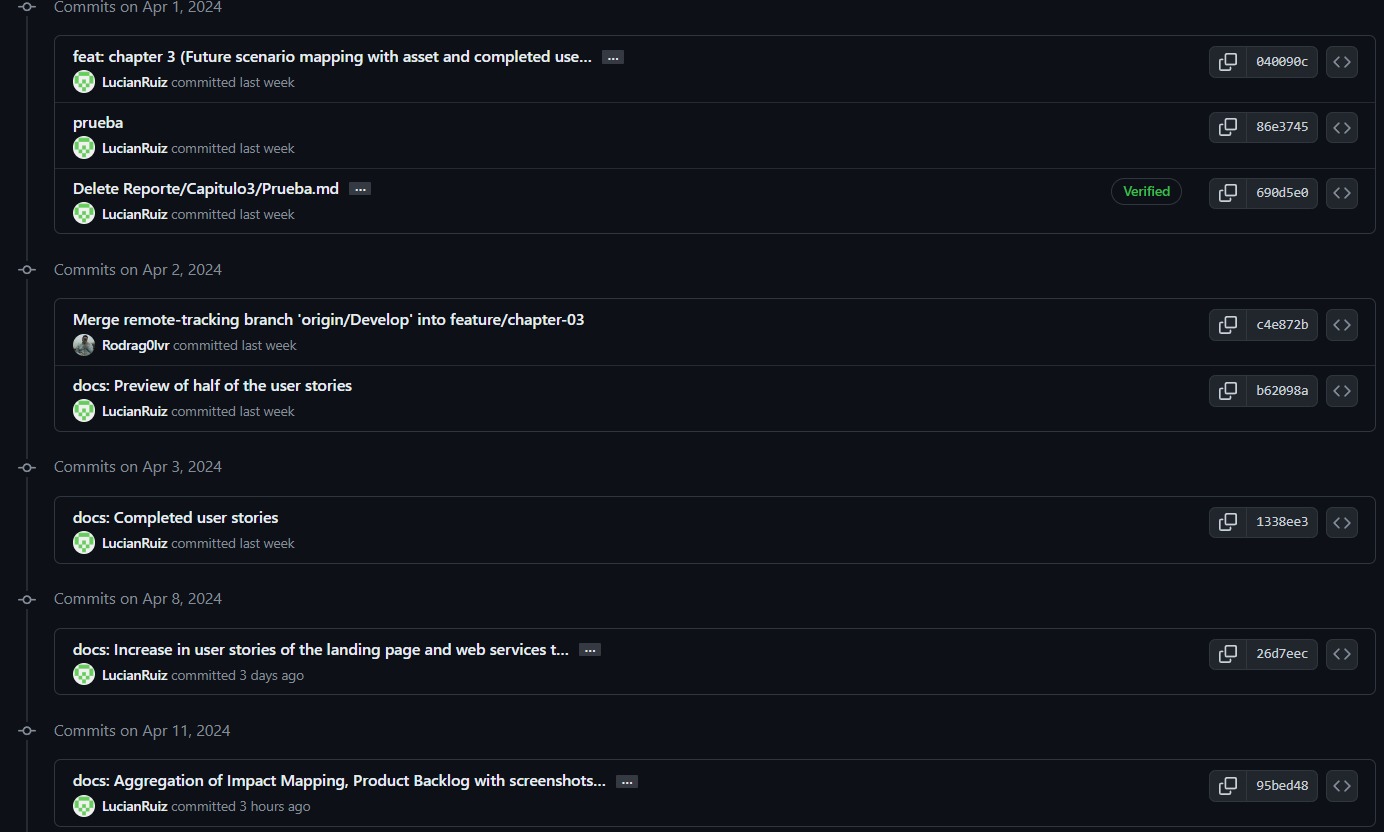 Commits on Apr 1, 2024
feat: chapter 3 (Future scenario mapping with asset and completed use... ...
040090c
LucianRuiz committed last week
prueba
86e3745
LucianRuiz committed last week
Delete Reporte/Capitulo3/Prueba.md ...
Verified
690d5e0
LucianRuiz committed last week
Commits on Apr 2, 2024
Merge remote-tracking branch 'origin/Develop' into feature/chapter-03
c4e872b
Rodrag0lvr committed last week
docs: Preview of half of the user stories
b62098a
LucianRuiz committed last week
Commits on Apr 3, 2024
docs: Completed user stories
1338ee3
LucianRuiz committed last week
Commits on Apr 8, 2024
docs: Increase in user stories of the landing page and web services t... ...
26d7eec
LucianRuiz committed 3 days ago
Commits on Apr 11, 2024
docs: Aggregation of Impact Mapping, Product Backlog with screenshots... ...
95bed48
LucianRuiz committed 3 hours ago